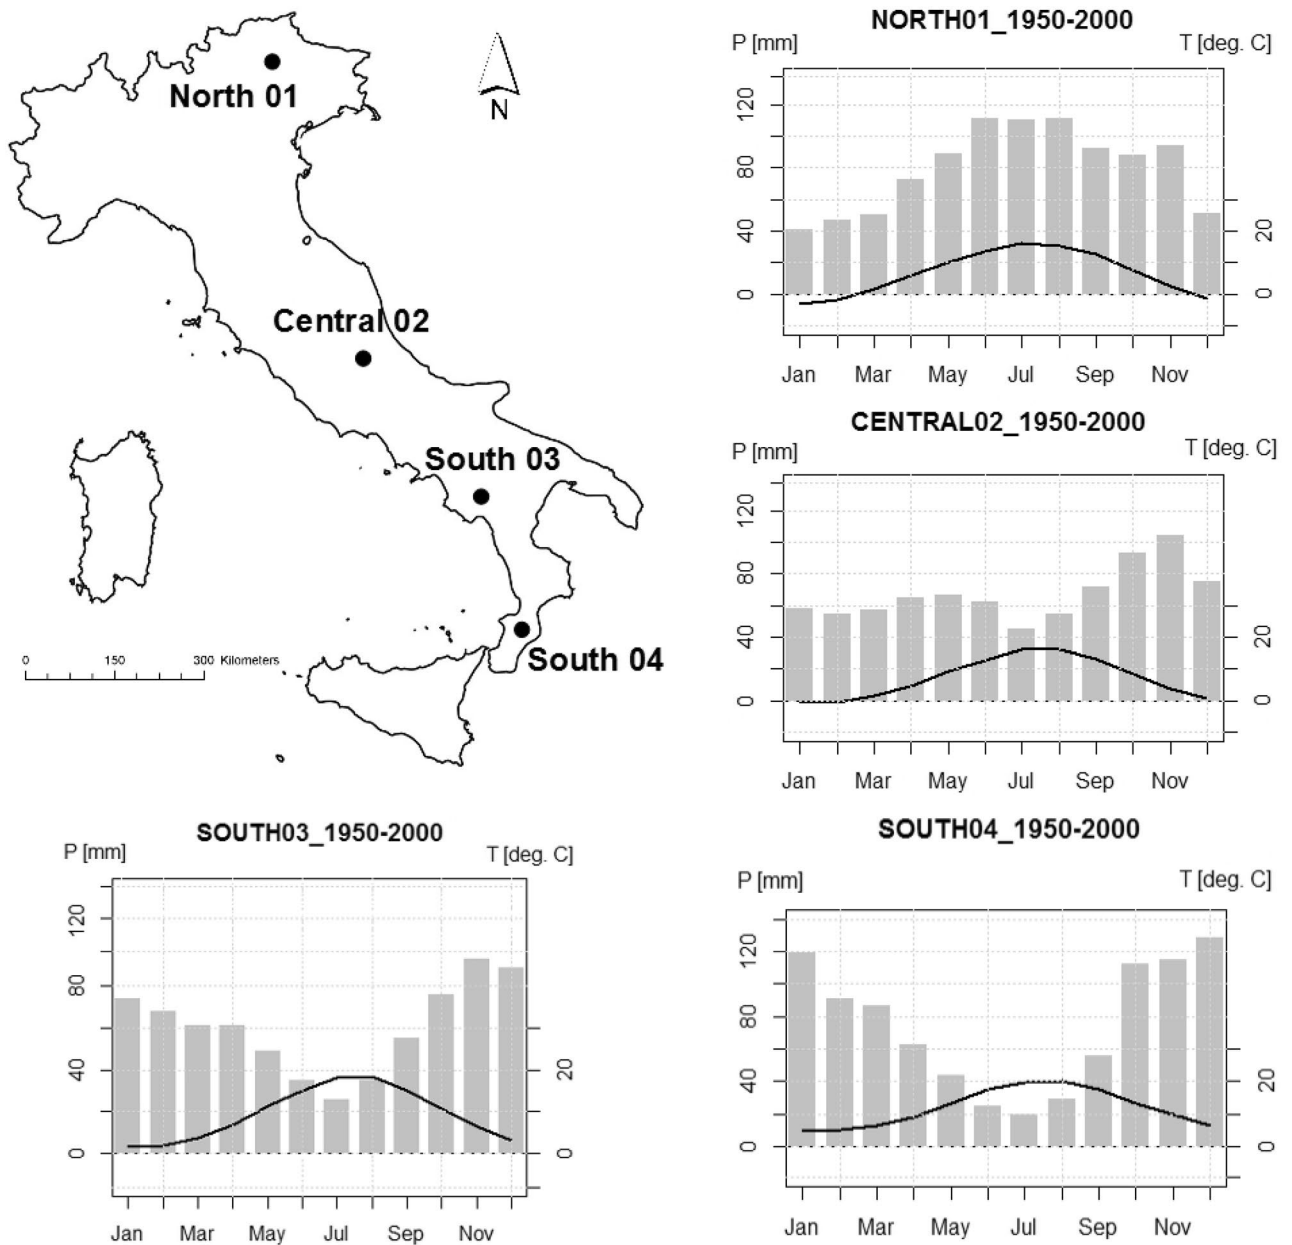 North 01
N
Central 02
South 03
South 04
0 150 300 Kilometers
NORTH01_1950-2000
P [mm] T [deg. C]
120
80
40 20
0 0
Jan Mar May Jul Sep Nov
CENTRAL02_1950-2000
P [mm] T [deg. C]
120
80
40 20
0 0
Jan Mar May Jul Sep Nov
SOUTH03_1950-2000
P [mm] T [deg. C]
120
80
40 20
0 0
Jan Mar May Jul Sep Nov
SOUTH04_1950-2000
P [mm] T [deg. C]
120
80
40 20
0 0
Jan Mar May Jul Sep Nov